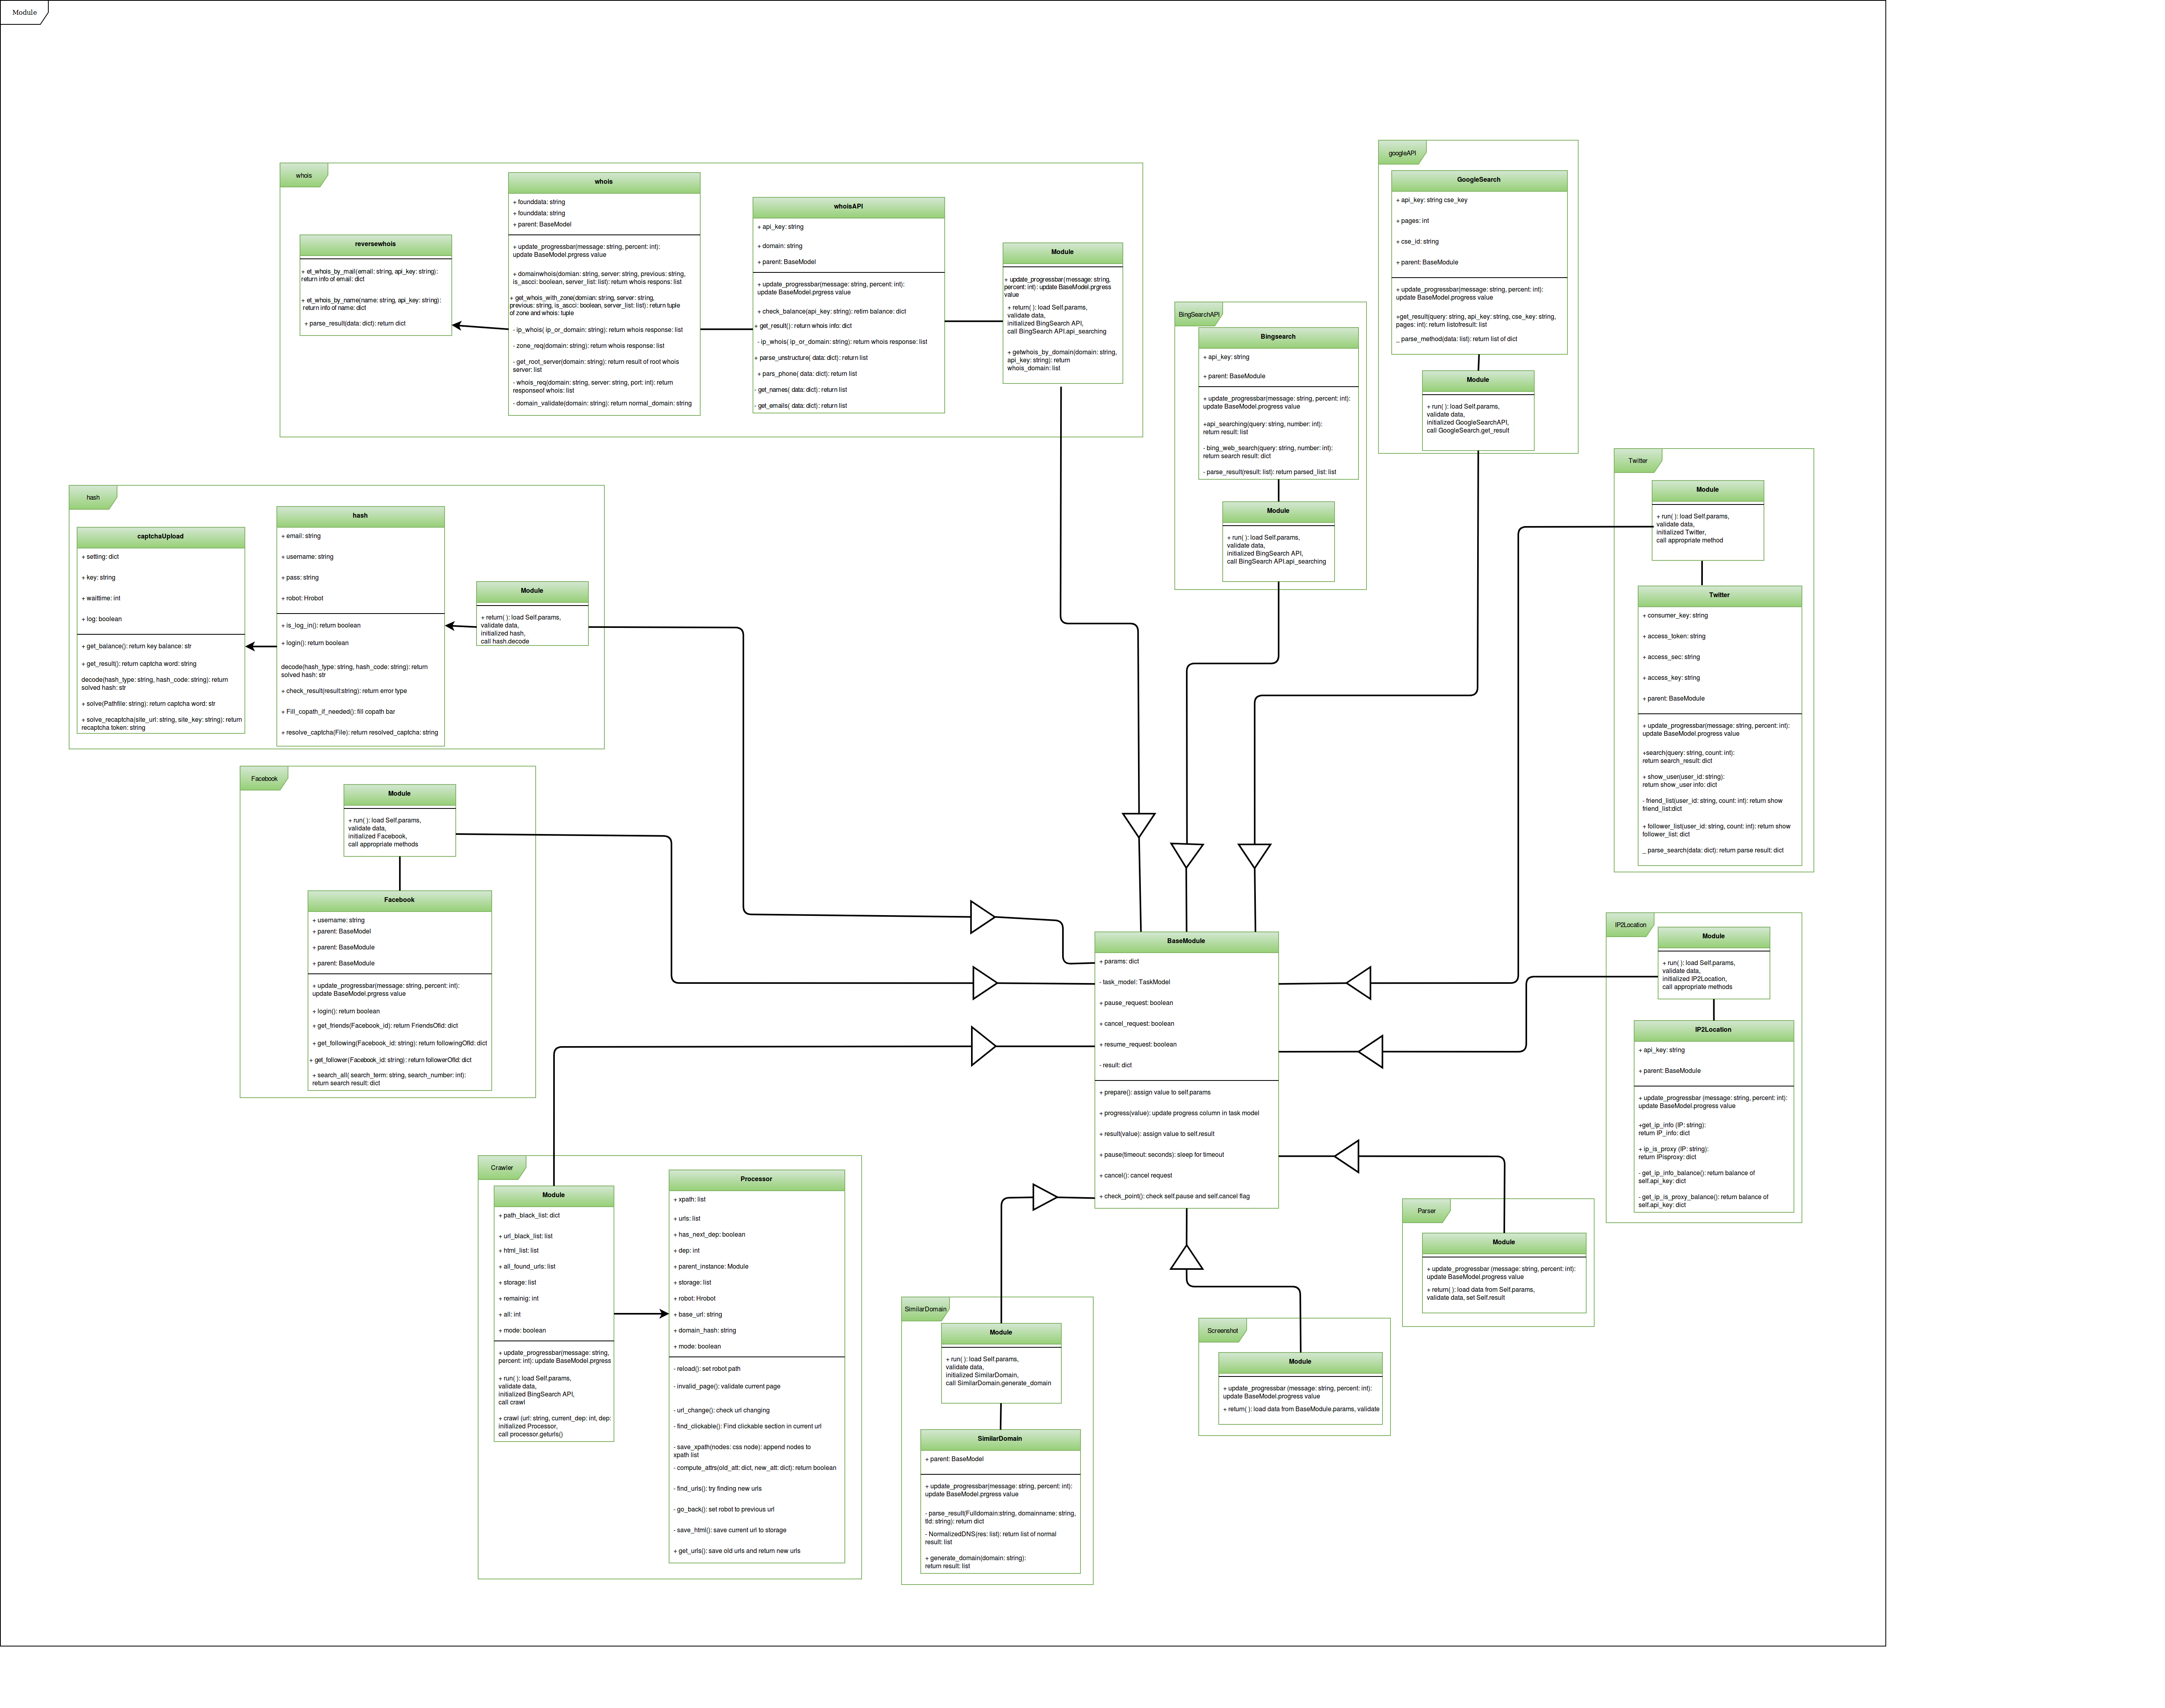 Module
whois
reversewhois
+ et_whois_by_mail(email: string, api_key: string):
return info of email: dict
+ et_whois_by_name(name: string, api_key: string):
return info of name: dict
+ parse_result(data: dict): return dict
whois
+ founddata: string
+ founddata: string
+ parent: BaseModel
+ update_progressbar(message: string, percent: int):
update BaseModel.prgress value
+ domainwhois(domian: string, server: string, previous: string,
is_ascci: boolean, server_list: list): return whois respons: list
+ get_whois_with_zone(domian: string, server: string,
previous: string, is_ascci: boolean, server_list: list): return tuple
of zone and whois: tuple
- ip_whois( ip_or_domain: string): return whois response: list
- zone_req(domain: string): return whois response: list
- get_root_server(domain: string): return result of root whois
server: list
- whois_req(domain: string, server: string, port: int): return
responseof whois: list
- domain_validate(domain: string): return normal_domain: string
whoisAPI
+ api_key: string
+ domain: string
+ parent: BaseModel
+ update_progressbar(message: string, percent: int):
update BaseModel.prgress value
+ check_balance(api_key: string): retirn balance: dict
+ get_result(): return whois info: dict
- ip_whois( ip_or_domain: string): return whois response: list
+ parse_unstructure( data: dict): return list
+ pars_phone( data: dict): return list
- get_names( data: dict): return list
- get_emails( data: dict): return list
Module
+ update_progressbar(message: string,
percent: int): update BaseModel.prgress
value
+ return( ): load Self.params,
validate data,
initialized BingSearch API,
call BingSearch API.api_searching
+ getwhois_by_domain(domain: string,
api_key: string): return
whois_domain: list
BingSearchAPI
Bingsearch
+ api_key: string
+ parent: BaseModule
+ update_progressbar(message: string, percent: int):
update BaseModel.progress value
+api_searching(query: string, number: int):
return result: list
- bing_web_search(query: string, number: int):
return search result: dict
- parse_result(result: list): return parsed_list: list
Module
+ run( ): load Self.params,
validate data,
initialized BingSearch API,
call BingSearch API.api_searching
googleAPI
GoogleSearch
+ api_key: string cse_key
+ pages: int
+ cse_id: string
+ parent: BaseModule
+ update_progressbar(message: string, percent: int):
update BaseModel.progress value
+get_result(query: string, api_key: string, cse_key: string,
pages: int): return listofresult: list
_ parse_method(data: list): return list of dict
Module
+ run( ): load Self.params,
validate data,
initialized GoogleSearchAPI,
call GoogleSearch.get_result
Twitter
Module
+ run( ): load Self.params,
validate data,
initialized Twitter,
call appropriate method
Twitter
+ consumer_key: string
+ access_token: string
+ access_sec: string
+ access_key: string
+ parent: BaseModule
+ update_progressbar(message: string, percent: int):
update BaseModel.prgress value
+search(query: string, count: int):
return search_result: dict
+ show_user(user_id: string):
return show_user info: dict
- friend_list(user_id: string, count: int): return show
friend_list:dict
+ follower_list(user_id: string, count: int): return show
follower_list: dict
_ parse_search(data: dict): return parse result: dict
hash
captchaUpload
+ setting: dict
+ key: string
+ waittime: int
+ log: boolean
+ get_balance(): return key balance: str
+ get_result(): return captcha word: string
decode(hash_type: string, hash_code: string): return
solved hash: str
+ solve(Pathfile: string): return captcha word: str
+ solve_recaptcha(site_url: string, site_key: string): return
recaptcha token: string
hash
+ email: string
+ username: string
+ pass: string
+ robot: Hrobot
+ is_log_in(): return boolean
+ login(): return boolean
decode(hash_type: string, hash_code: string): return
solved hash: str
+ check_result(result:string): return error type
+ Fill_copath_if_needed(): fill copath bar
+ resolve_captcha(File): return resolved_captcha: string
Module
+ return( ): load Self.params,
validate data,
initialized hash,
call hash.decode
Facebook
Module
+ run( ): load Self.params,
validate data,
initialized Facebook,
call appropriate methods
Facebook
+ username: string
+ parent: BaseModel
+ parent: BaseModule
+ parent: BaseModule
+ update_progressbar(message: string, percent: int):
update BaseModel.prgress value
+ login(): return boolean
+ get_friends(Facebook_id): return FriendsOfid: dict
+ get_following(Facebook_id: string): return followingOfId: dict
+ get_follower(Facebook_id: string): return followerOfId: dict
+ search_all( search_term: string, search_number: int):
return search result: dict
BaseModule
+ params: dict
- task_model: TaskModel
+ pause_request: boolean
+ cancel_request: boolean
+ resume_request: boolean
- result: dict
+ prepare(): assign value to self.params
+ progress(value): update progress column in task model
+ result(value): assign value to self.result
+ pause(timeout: seconds): sleep for timeout
+ cancel(): cancel request
+ check_point(): check self.pause and self.cancel flag
IP2Location
Module
+ run( ): load Self.params,
validate data,
initialized IP2Location,
call appropriate methods
IP2Location
+ api_key: string
+ parent: BaseModule
+ update_progressbar (message: string, percent: int):
update BaseModel.progress value
+get_ip_info (IP: string):
return IP_info: dict
+ ip_is_proxy (IP: string):
return IPisproxy: dict
- get_ip_info_balance(): return balance of
self.api_key: dict
- get_ip_is_proxy_balance(): return balance of
self.api_key: dict
Crawler
Module
+ path_black_list: dict
+ url_black_list: list
+ html_list: list
+ all_found_urls: list
+ storage: list
+ remainig: int
+ all: int
+ mode: boolean
+ update_progressbar(message: string,
percent: int): update BaseModel.prgress
+ run( ): load Self.params,
validate data,
initialized BingSearch API,
call crawl
+ crawl (url: string, current_dep: int, dep:
initialized Processor,
call processor.geturls()
Processor
+ xpath: list
+ urls: list
+ has_next_dep: boolean
+ dep: int
+ parent_instance: Module
+ storage: list
+ robot: Hrobot
+ base_url: string
+ domain_hash: string
+ mode: boolean
- reload(): set robot path
- invalid_page(): validate current page
- url_change(): check url changing
- find_clickable(): Find clickable section in current url
- save_xpath(nodes: css node): append nodes to
xpath list
- compute_attrs(old_att: dict, new_att: dict): return boolean
- find_urls(): try finding new urls
- go_back(): set robot to previous url
- save_html(): save current url to storage
+ get_urls(): save old urls and return new urls
SimilarDomain
Module
+ run( ): load Self.params,
validate data,
initialized SimilarDomain,
call SimilarDomain.generate_domain
SimilarDomain
+ parent: BaseModel
+ update_progressbar(message: string, percent: int):
update BaseModel.prgress value
- parse_result(Fulldomain:string, domainname: string,
tld: string): return dict
- NormalizedDNS(res: list): return list of normal
result: list
+ generate_domain(domain: string):
return result: list
Screenshot
Module
+ update_progressbar (message: string, percent: int):
update BaseModel.progress value
+ return( ): load data from BaseModule.params, validate
Parser
Module
+ update_progressbar (message: string, percent: int):
update BaseModel.progress value
+ return( ): load data from Self.params,
validate data, set Self.result